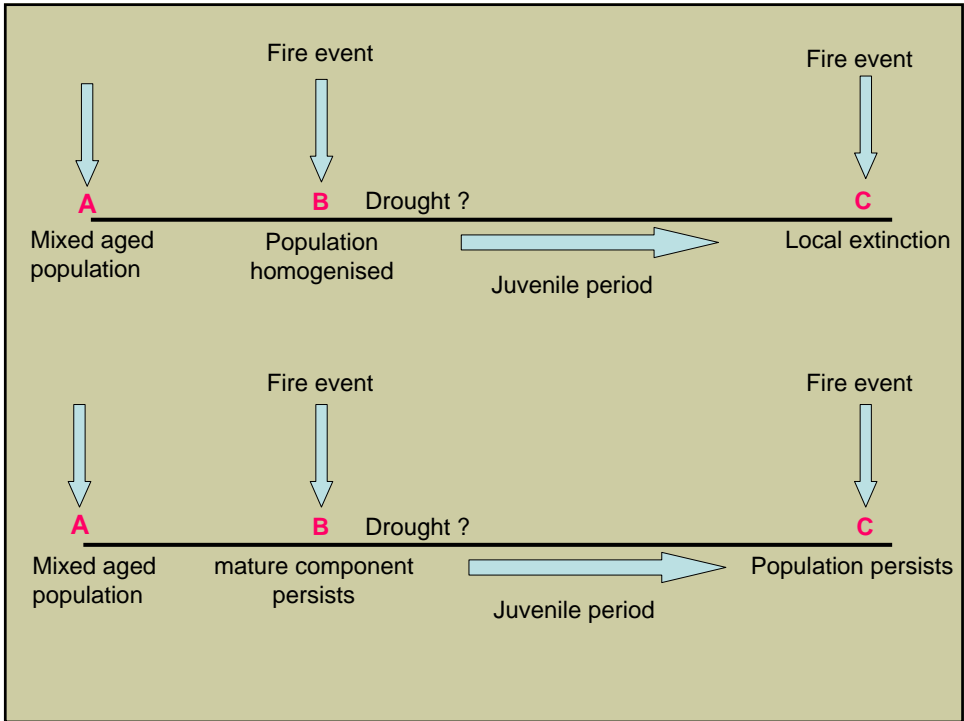 Fire event
Fire event
A
B
Drought ?
C
Mixed aged
population
Population
homogenised
Local extinction
Juvenile period
Fire event
Fire event
A
B
Drought ?
C
Mixed aged
population
mature component
persists
Population persists
Juvenile period